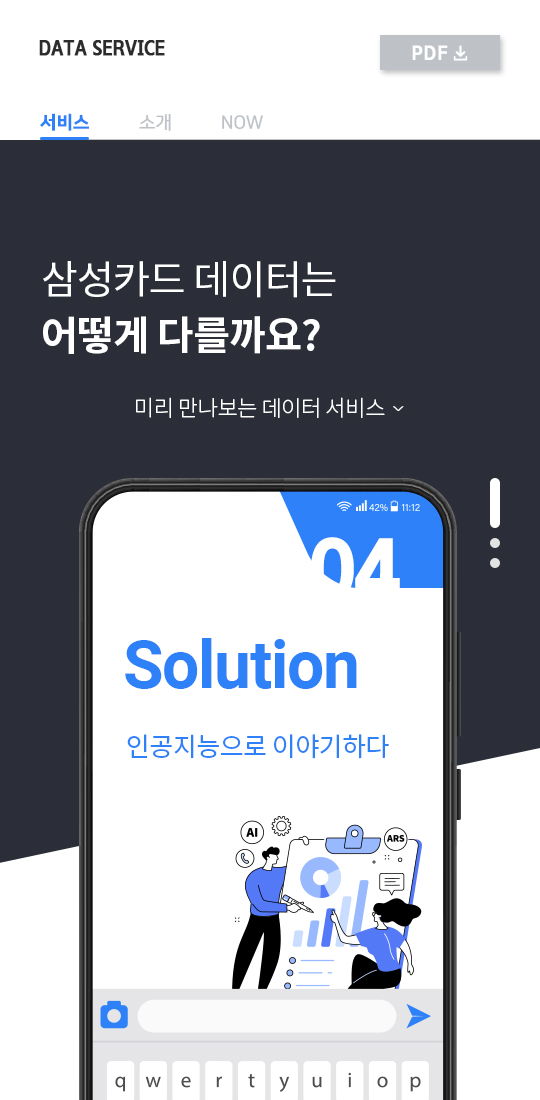 DATA SERVICE
PDF
서비스 소개 NOW
삼성카드 데이터는
어떻게 다를까요?
미리 만나보는 데이터 서비스
42% 11:12
04
Solution
인공지능으로 이야기하다
AI
ARS
q w e r t y u i o p